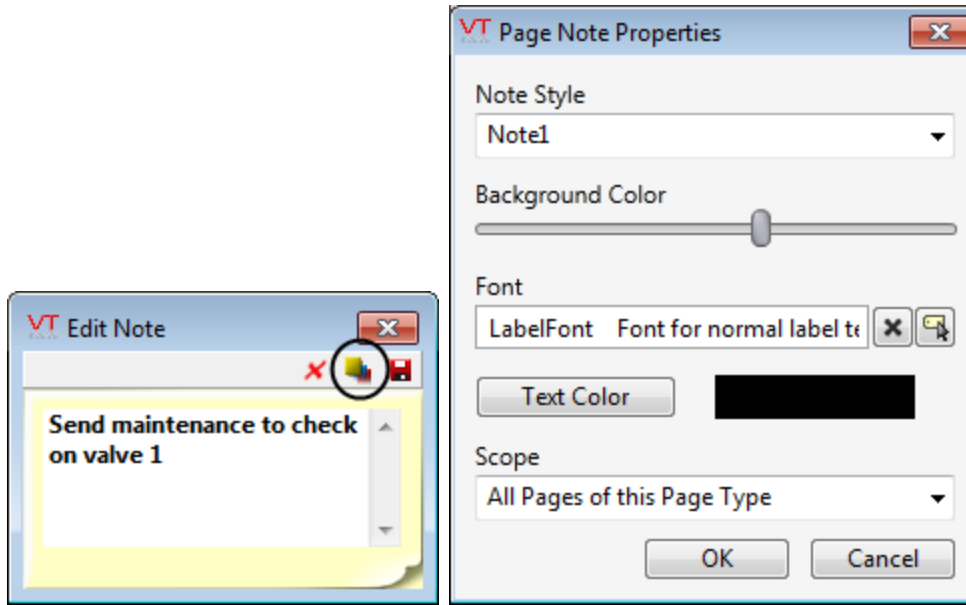 VT Edit Note
Send maintenance to check
on valve 1
VT Page Note Properties
Note Style
Note1
Background Color
Font
LabelFont Font for normal label te
Text Color
Scope
All Pages of this Page Type
OK Cancel